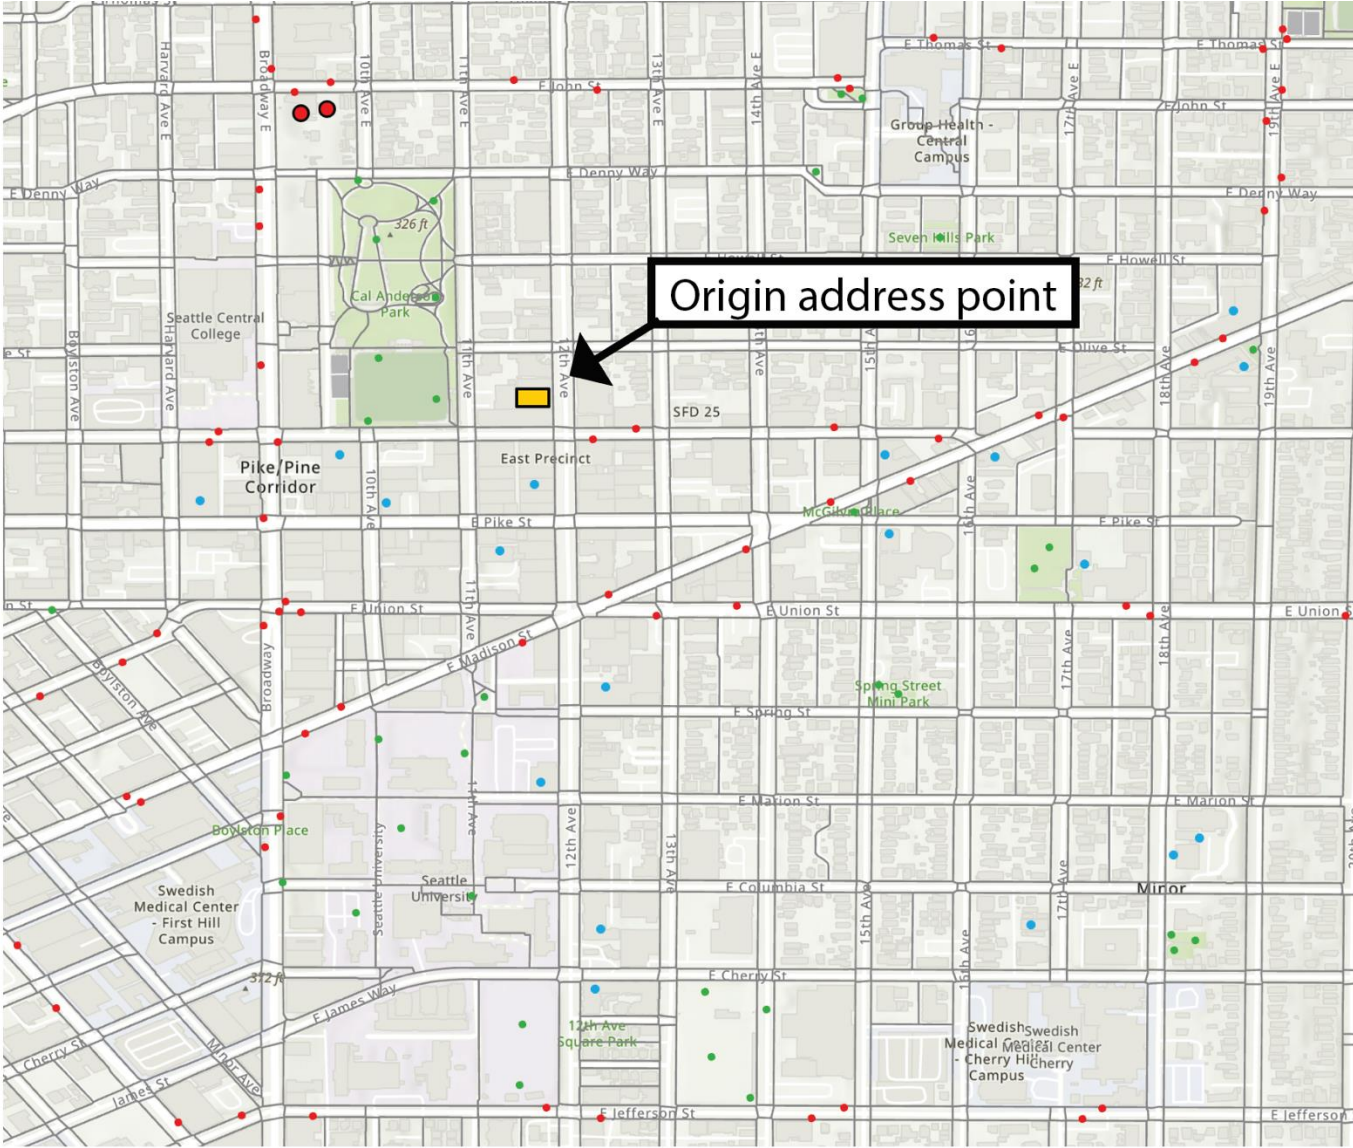 E Thomas St
E Thomas St
Harvard Ave E
Broadway E
10th Ave E
11th Ave E
13th Ave E
14th Ave E
17th Ave E
19th Ave E
E John St
E John St
Group Health -
Central
Campus
E Denny Way
E Denny Way
E Denny Way
326 ft
Seven Hills Park
E Howell St
Origin address point
Cal Anderson
Park
Seattle Central
College
Boylston Ave
Harvard Ave
11th Ave
12th Ave
E Olive St
18th Ave
19th Ave
SFD 25
East Precinct
Pike/Pine
Corridor
10th Ave
16th Ave
McGilvra Place
E Pike St
E Pike St
E Union St
E Union St
E Union S
11th Ave
E Madison St
Boylston Ave
Broadway
17th Ave
18th Ave
Spring Street
Mini Park
E Spring St
E Marion St
E Marion St
11th Ave
12th Ave
13th Ave
Boylston Place
Seattle University
Seattle
University
Swedish
Medical Center
- First Hill
Campus
E Columbia St
15th Ave
17th Ave
Minor
372 ft
E James Way
E Cherry St
16th Ave
12th Ave
Square Park
Swedish
Medical Center
- Cherry Hill
Campus
Swedish
Medical Center
Cherry
Cherry St
James St
Minor Ave
E Jefferson St
E Jefferson